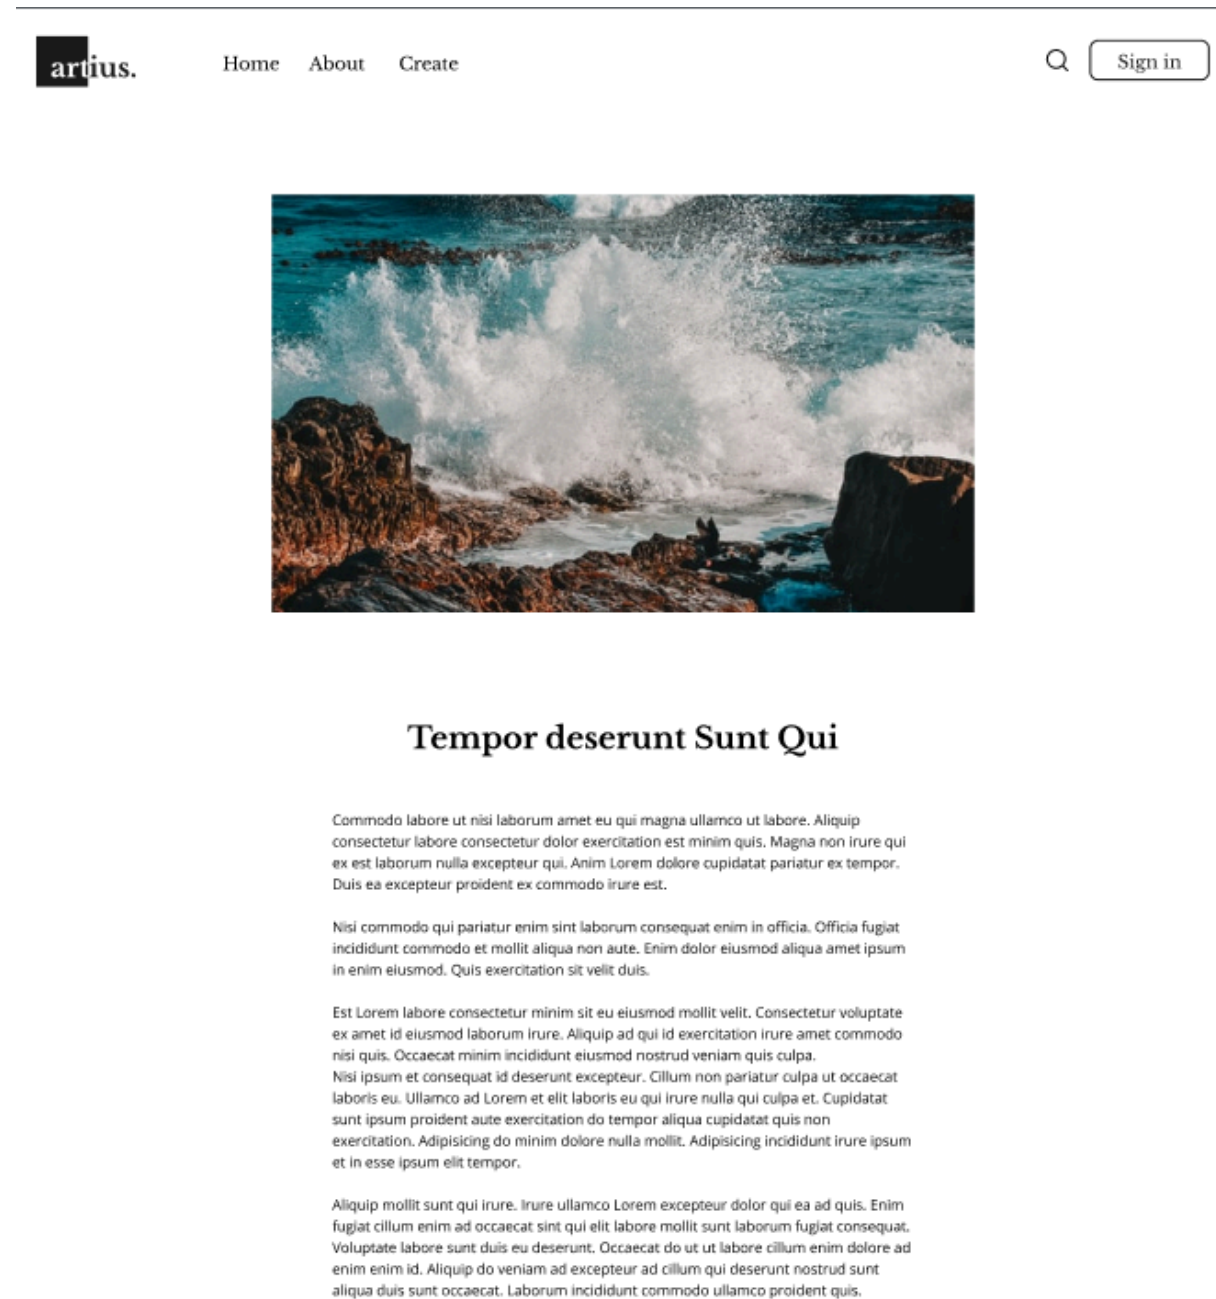 artius.
Home About Create
Sign in
Tempor deserunt Sunt Qui
Commodo labore ut nisi laborum amet eu qui magna ullamco ut labore. Aliquip
consectetur labore consectetur dolor exercitation est minim quis. Magna non irure qui
ex est laborum nulla excepteur qui. Anim Lorem dolore cupidatat pariatur ex tempor.
Duis ea excepteur proident ex commodo irure est.
Nisi commodo qui pariatur enim sint laborum consequat enim in officia. Officia fugiat
incididunt commodo et mollit aliqua non aute. Enim dolor eiusmod aliqua amet ipsum
in enim eiusmod. Quis exercitation sit velit duis.
Est Lorem labore consectetur minim sit eu eiusmod mollit velit. Consectetur voluptate
ex amet id eiusmod laborum irure. Aliquip ad qui id exercitation irure amet commodo
nisi quis. Occaecat minim incididunt eiusmod nostrud veniam quis culpa.
Nisi ipsum et consequat id deserunt excepteur. Cillum non pariatur culpa ut occaecat
laboris eu. Ullamco ad Lorem et elit laboris eu qui irure nulla qui culpa et. Cupidatat
sunt ipsum proident aute exercitation do tempor aliqua cupidatat quis non
exercitation. Adipisicing do minim dolore nulla mollit. Adipisicing incididunt irure ipsum
et in esse ipsum elit tempor.
Aliquip mollit sunt qui irure. Irure ullamco Lorem excepteur dolor qui ea ad quis. Enim
fugiat cillum enim ad occaecat sint qui elit labore mollit sunt laborum fugiat consequat.
Voluptate labore sunt duis eu deserunt. Occaecat do ut ut labore cillum enim dolore ad
enim enim id. Aliquip do veniam ad excepteur ad cillum qui deserunt nostrud sunt
aliqua duis sunt occaecat. Laborum incididunt commodo ullamco proident quis.